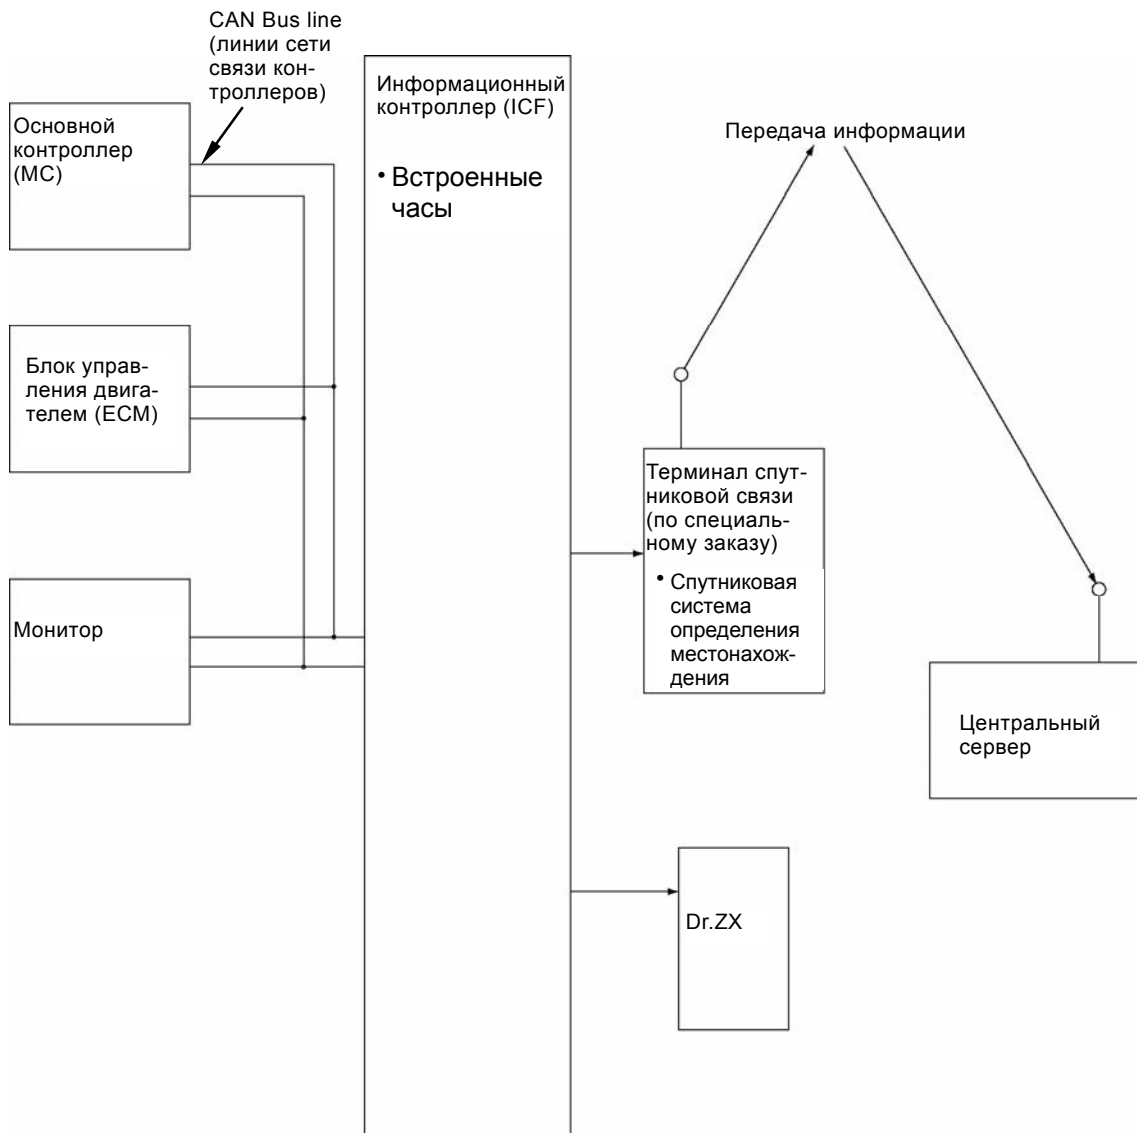 CAN Bus line
(линии сети
связи кон-
троллеров)
Основной
контроллер
(MC)
Информационный
контроллер (ICF)
• Встроенные
часы
Передача информации
Блок управ-
ления двига-
телем (ECM)
Терминал спут-
никовой связи
(по специаль-
ному заказу)
• Спутниковая
система
определения
местонахож-
дения
Монитор
Центральный
сервер
Dr.ZX